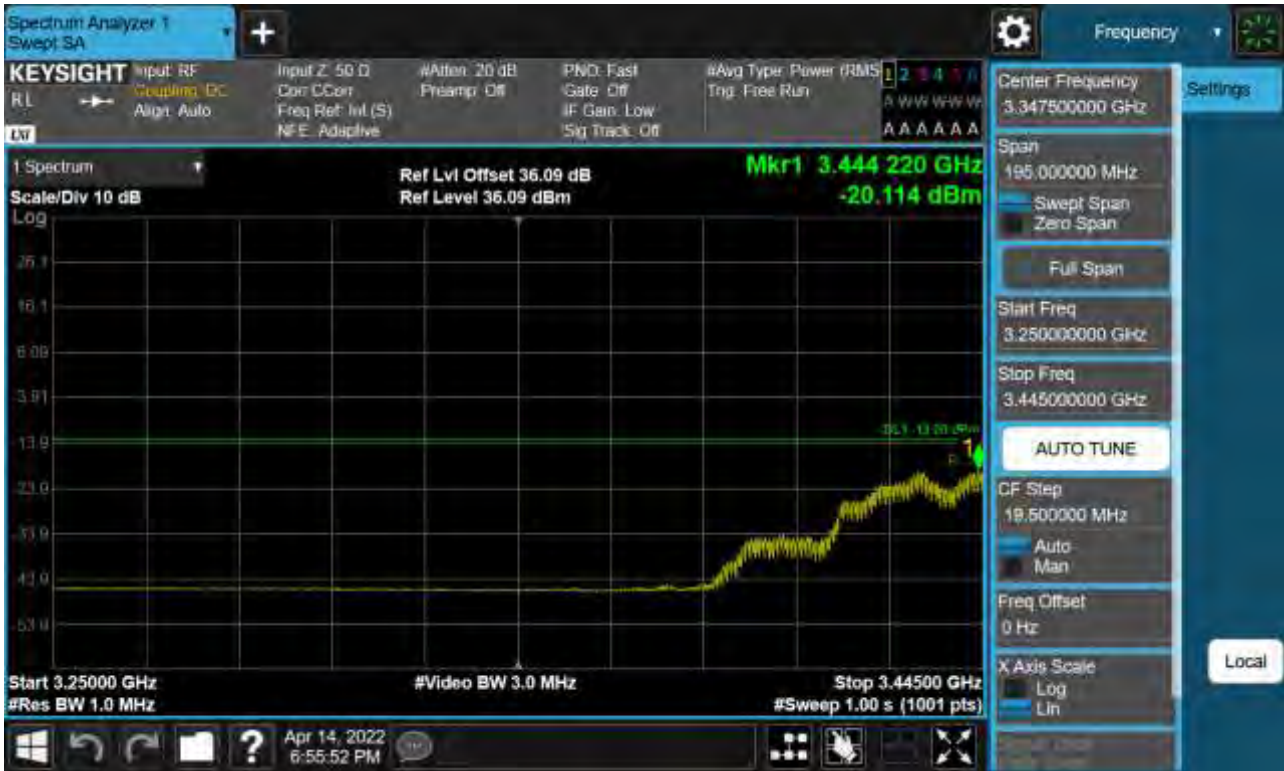 Spectrum Analyzer 1
Swept SA
Frequency
KEYSIGHT
RL
LXI
Input: RF
Coupling: DC
Align: Auto
Input Z: 50 Ω
Corr CCorr
Freq Ref: Int (S)
NFE: Adaptive
#Atten: 20 dB
Preamp: Off
PNO: Fast
Gate: Off
IF Gain: Low
Sig Track: Off
#Avg Type: Power (RMS
Trig: Free Run
1 2 3 4 5 6
A W W W W W
A A A A A A
1 Spectrum
Scale/Div 10 dB
Log
Ref Lvl Offset 36.09 dB
Ref Level 36.09 dBm
Mkr1 3.444 220 GHz
-20.114 dBm
26.1
16.1
6.09
-3.91
-13.9
-23.9
-33.9
-43.9
-53.9
DL1 -13.00 dBm
1
Start 3.25000 GHz
#Res BW 1.0 MHz
#Video BW 3.0 MHz
Stop 3.44500 GHz
#Sweep 1.00 s (1001 pts)
Center Frequency
3.347500000 GHz
Settings
Span
195.000000 MHz
Swept Span
Zero Span
Full Span
Start Freq
3.250000000 GHz
Stop Freq
3.445000000 GHz
AUTO TUNE
CF Step
19.500000 MHz
Auto
Man
Freq Offset
0 Hz
X Axis Scale
Log
Lin
Local
?
Apr 14, 2022
6:55:52 PM